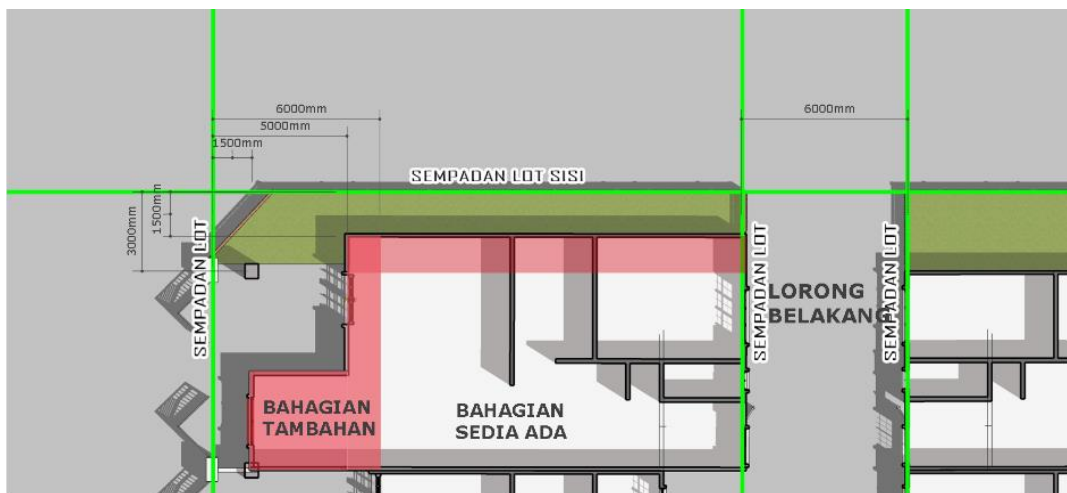 6000mm
6000mm
5000mm
1500mm
SEMPADAN LOT SISI
1500mm
3000mm
SEMPADAN LOT
SEMPADAN LOT
SEMPADAN LOT
LORONG
BELAKANG
BAHAGIAN
TAMBAHAN
BAHAGIAN
SEDIA ADA